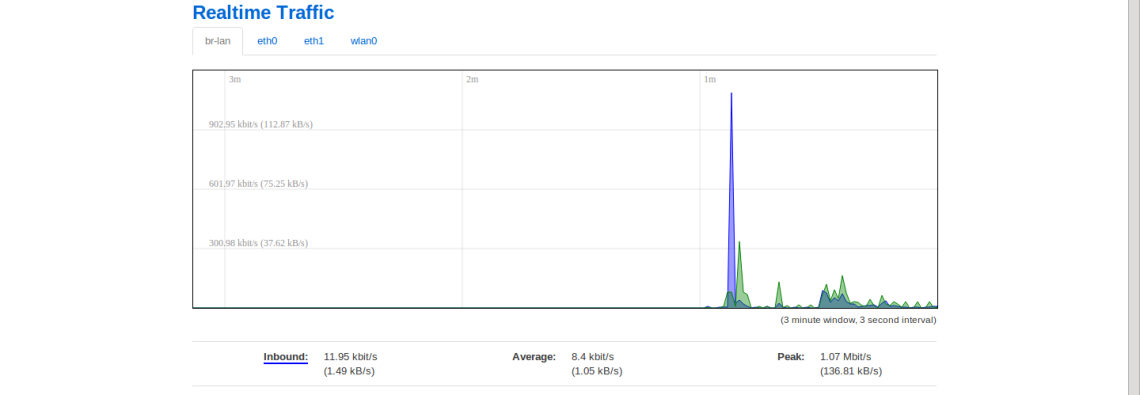 Realtime Traffic
br-lan eth0 eth1 wlan0
3m 2m 1m
902.95 kbit/s (112.87 kB/s)
601.97 kbit/s (75.25 kB/s)
300.98 kbit/s (37.62 kB/s)
(3 minute window, 3 second interval)
Inbound: 11.95 kbit/s Average: 8.4 kbit/s Peak: 1.07 Mbit/s
(1.49 kB/s) (1.05 kB/s) (136.81 kB/s)